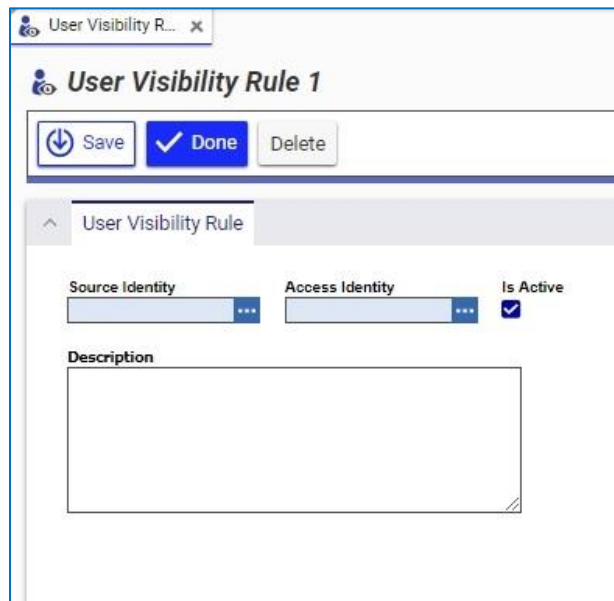 User Visibility R...
User Visibility Rule 1
Save Done Delete
User Visibility Rule
Source Identity Access Identity Is Active
Description